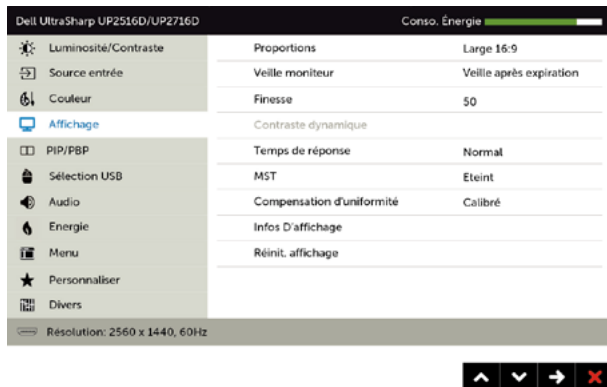 Dell UltraSharp UP2516D/UP2716D Conso. Énergie
Luminosité/Contraste Proportions Large 16:9
Source entrée Veille moniteur Veille après expiration
Couleur Finesse 50
Affichage Contraste dynamique
PIP/PBP Temps de réponse Normal
Sélection USB MST Eteint
Audio Compensation d'uniformité Calibré
Energie Infos D'affichage
Menu Réinit. affichage
Personnaliser
Divers
Résolution: 2560 x 1440, 60Hz